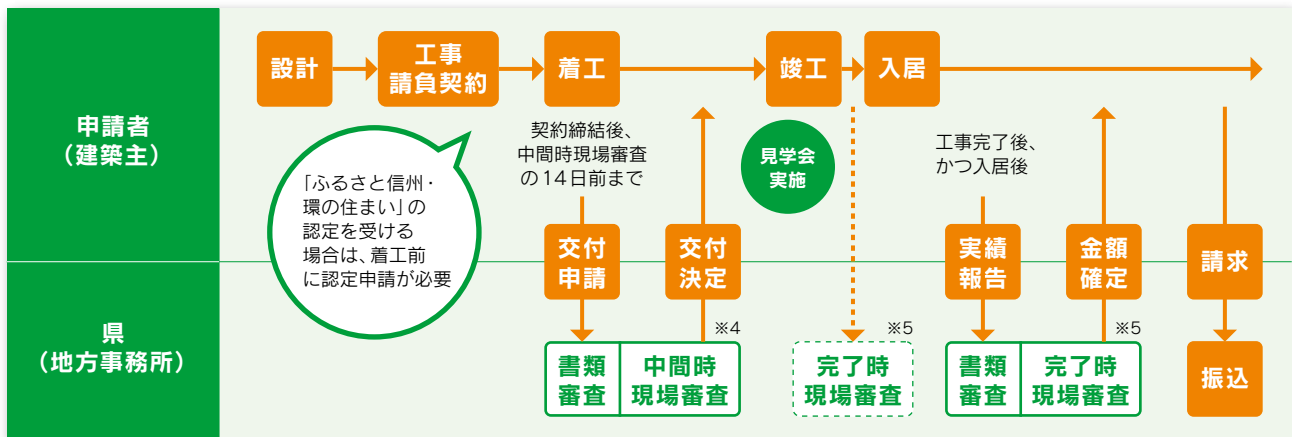 申請者
（建築主）
設計
工事
請負契約
着工
竣工
入居
「ふるさと信州・
環の住まい」の
認定を受ける
場合は、着工前
に認定申請が必要
契約締結後、
中間時現場審査
の14日前まで
見学会
実施
工事完了後、
かつ入居後
交付
申請
交付
決定
実績
報告
金額
確定
請求
県
（地方事務所）
※4
※5
※5
書類
審査
中間時
現場審査
完了時
現場審査
書類
審査
完了時
現場審査
振込